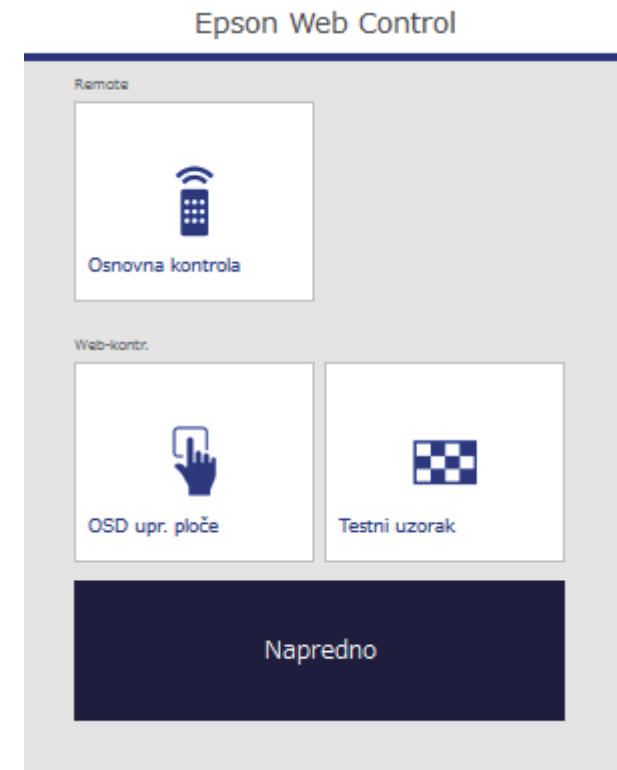 Epson Web Control
Remote
Osnovna kontrola
Web-kontr.
OSD upr. ploče
Testni uzorak
Napredno